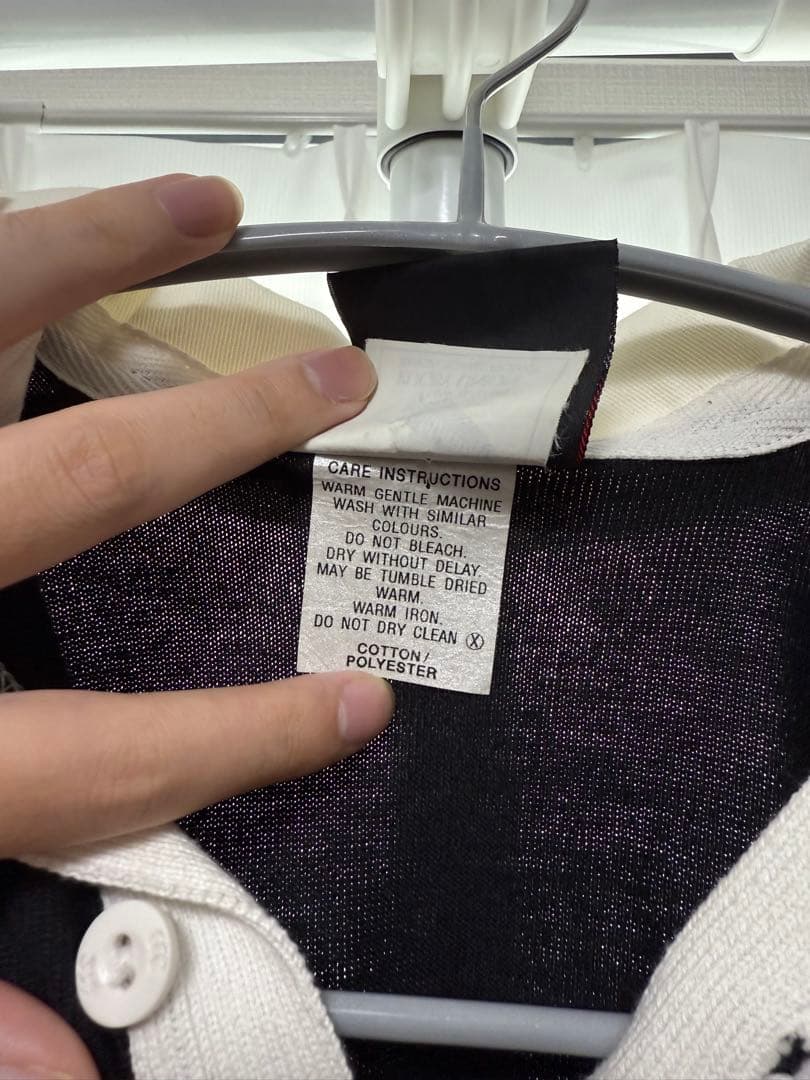 CARE INSTRUCTIONS
WARM GENTLE MACHINE
WASH WITH SIMILAR
COLOURS.
DO NOT BLEACH.
DRY WITHOUT DELAY
MAY BE TUMBLE DRIED
WARM.
WARM IRON.
DO NOT DRY CLEAN Ⓧ
COTTON/
POLYESTER